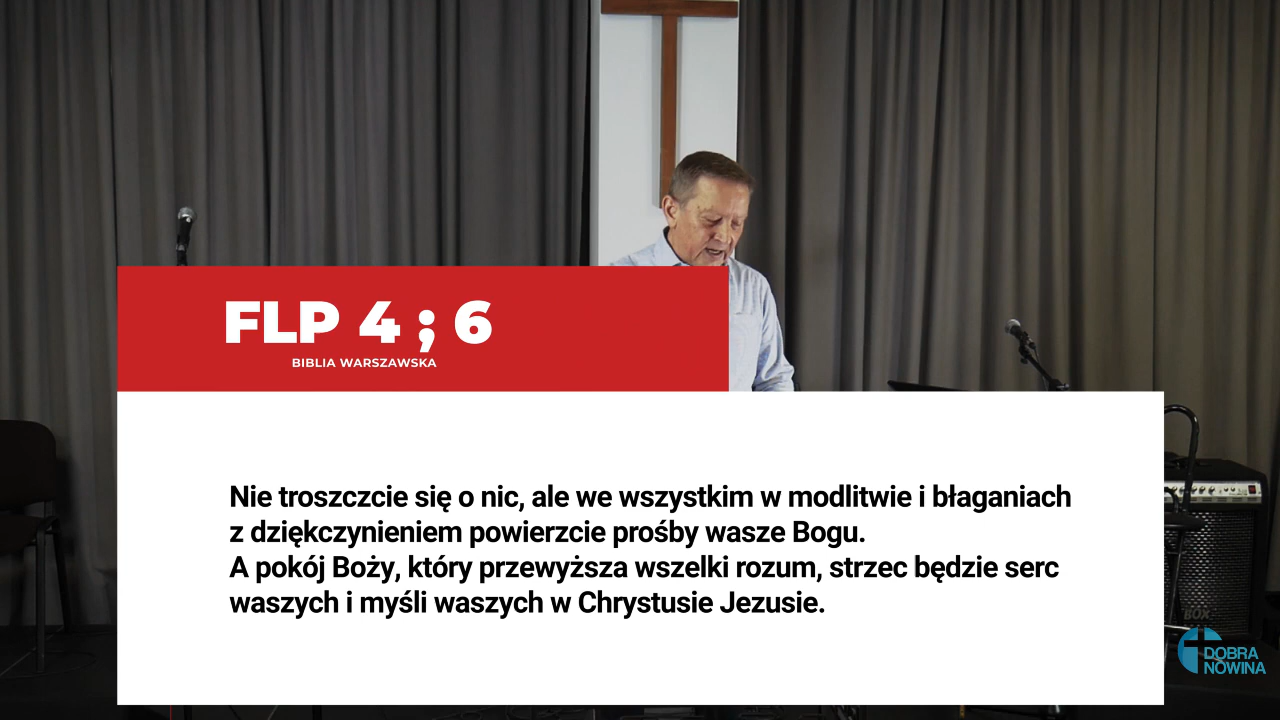 FLP 4 ; 6
BIBLIA WARSZAWSKA
Nie troszczcie się o nic, ale we wszystkim w modlitwie i błaganiach
z dziękczynieniem powierzcie prośby wasze Bogu.
A pokój Boży, który przewyższa wszelki rozum, strzec będzie serc
waszych i myśli waszych w Chrystusie Jezusie.
BOX
DOBRA
NOWINA